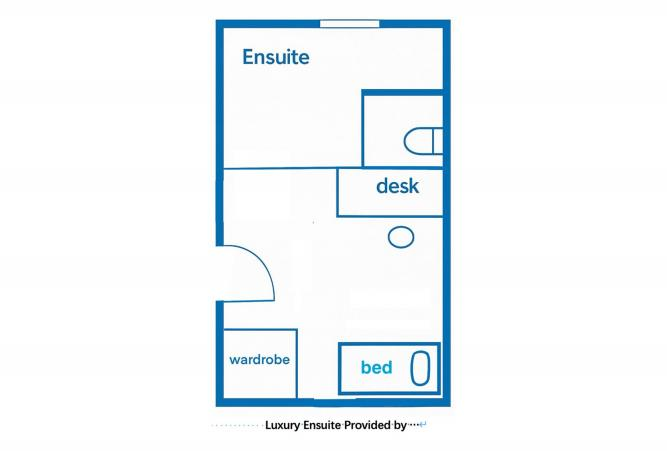 Ensuite
desk
wardrobe
bed
Luxury Ensuite Provided by ···↵